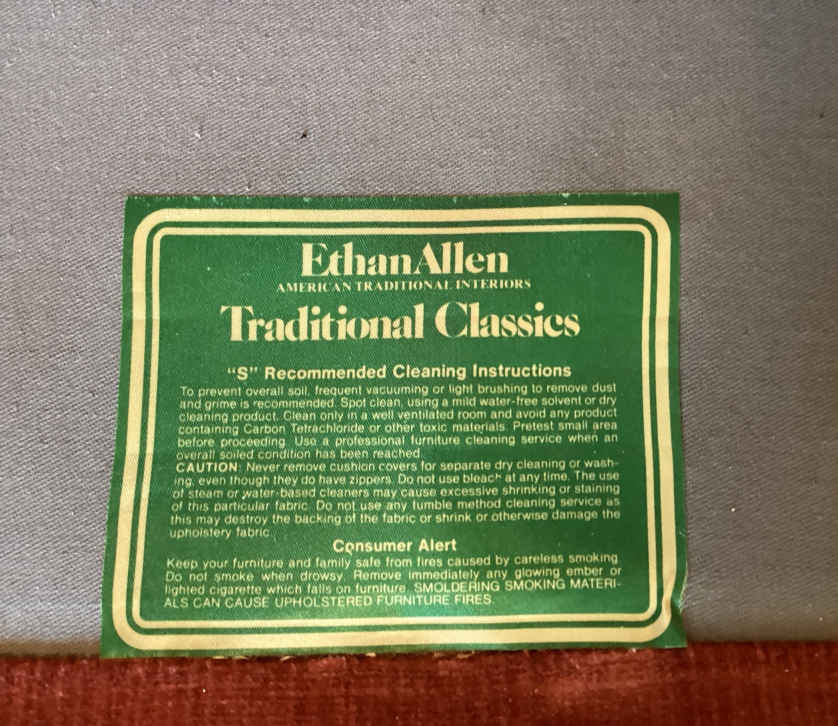 EthanAllen
AMERICAN TRADITIONAL INTERIORS
Traditional Classics
"S" Recommended Cleaning Instructions
To prevent overall soil, frequent vacuuming or light brushing to remove dust
and grime is recommended. Spot clean, using a mild water-free solvent or dry
cleaning product. Clean only in a well ventilated room and avoid any product
containing Carbon Tetrachloride or other toxic materials. Pretest small area
before proceeding. Use a professional furniture cleaning service when an
overall soiled condition has been reached.
CAUTION: Never remove cushion covers for separate dry cleaning or wash-
ing, even though they do have zippers. Do not use bleach at any time. The use
of steam or water-based cleaners may cause excessive shrinking or staining
of this particular fabric. Do not use any tumble method cleaning service as
this may destroy the backing of the fabric or shrink or otherwise damage the
upholstery fabric.
Consumer Alert
Keep your furniture and family safe from fires caused by careless smoking.
Do not smoke when drowsy. Remove immediately any glowing ember or
lighted cigarette which falls on furniture. SMOLDERING SMOKING MATERI-
ALS CAN CAUSE UPHOLSTERED FURNITURE FIRES.